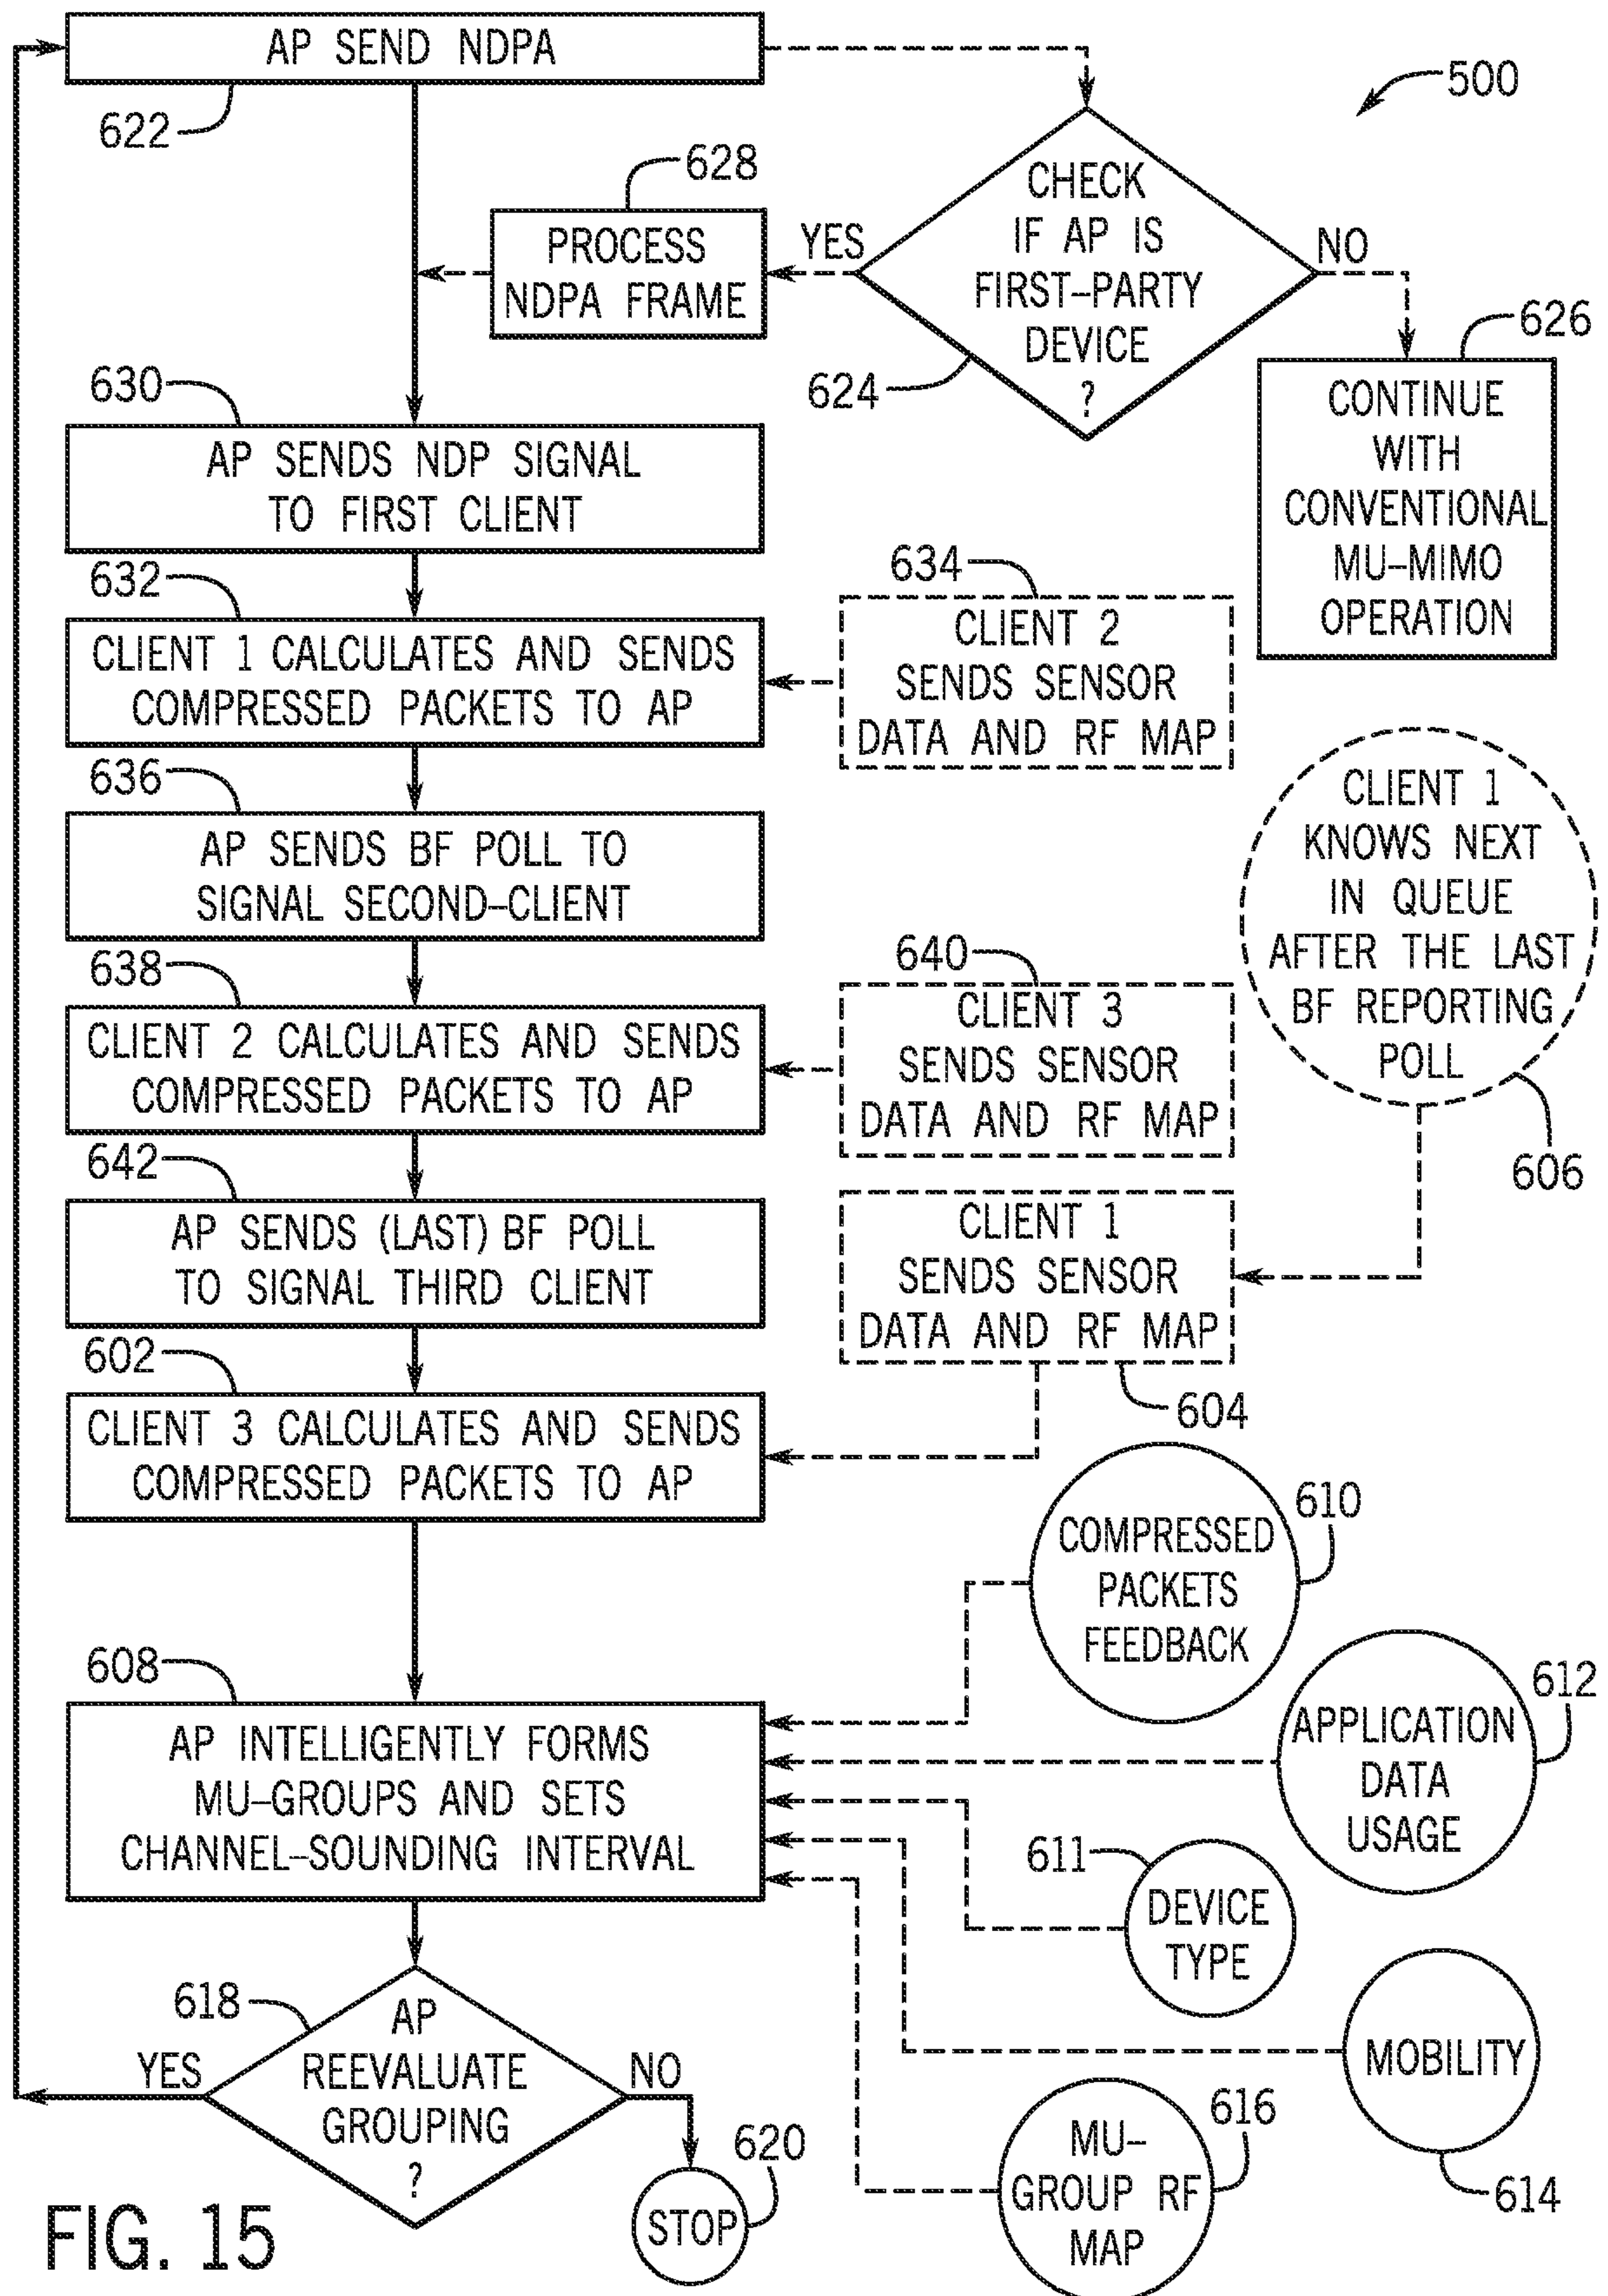 AP SEND NDPA
622
500
CHECK
IF AP IS
FIRST–PARTY
DEVICE
?
624
YES
NO
628
PROCESS
NDPA FRAME
626
CONTINUE
WITH
CONVENTIONAL
MU–MIMO
OPERATION
630
AP SENDS NDP SIGNAL
TO FIRST CLIENT
632
CLIENT 1 CALCULATES AND SENDS
COMPRESSED PACKETS TO AP
634
CLIENT 2
SENDS SENSOR
DATA AND RF MAP
636
AP SENDS BF POLL TO
SIGNAL SECOND–CLIENT
CLIENT 1
KNOWS NEXT
IN QUEUE
AFTER THE LAST
BF REPORTING
POLL
606
638
CLIENT 2 CALCULATES AND SENDS
COMPRESSED PACKETS TO AP
640
CLIENT 3
SENDS SENSOR
DATA AND RF MAP
642
AP SENDS (LAST) BF POLL
TO SIGNAL THIRD CLIENT
CLIENT 1
SENDS SENSOR
DATA AND RF MAP
604
602
CLIENT 3 CALCULATES AND SENDS
COMPRESSED PACKETS TO AP
COMPRESSED
PACKETS
FEEDBACK
610
608
AP INTELLIGENTLY FORMS
MU–GROUPS AND SETS
CHANNEL–SOUNDING INTERVAL
APPLICATION
DATA
USAGE
612
611
DEVICE
TYPE
MOBILITY
614
MU–
GROUP RF
MAP
616
618
AP
REEVALUATE
GROUPING
?
YES
NO
620
STOP
FIG. 15